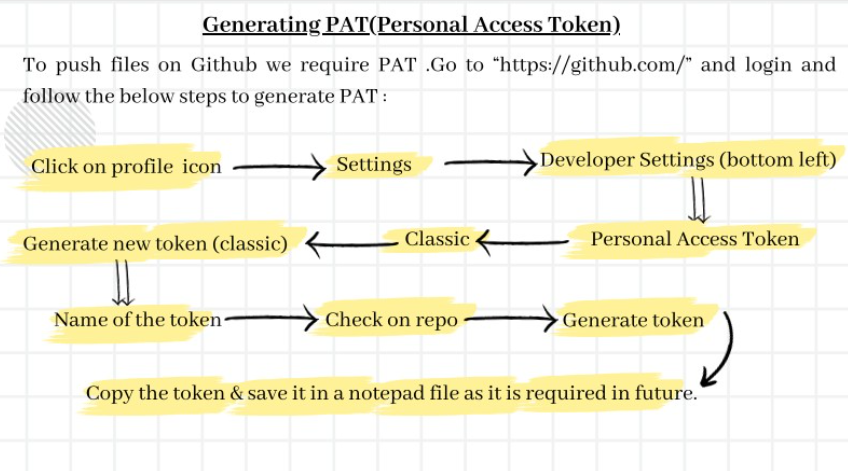 Generating PAT(Personal Access Token)
To push files on Github we require PAT .Go to “https://github.com/” and login and
follow the below steps to generate PAT :
Click on profile icon
Settings
Developer Settings (bottom left)
Personal Access Token
Classic
Generate new token (classic)
Name of the token
Check on repo
Generate token
Copy the token & save it in a notepad file as it is required in future.